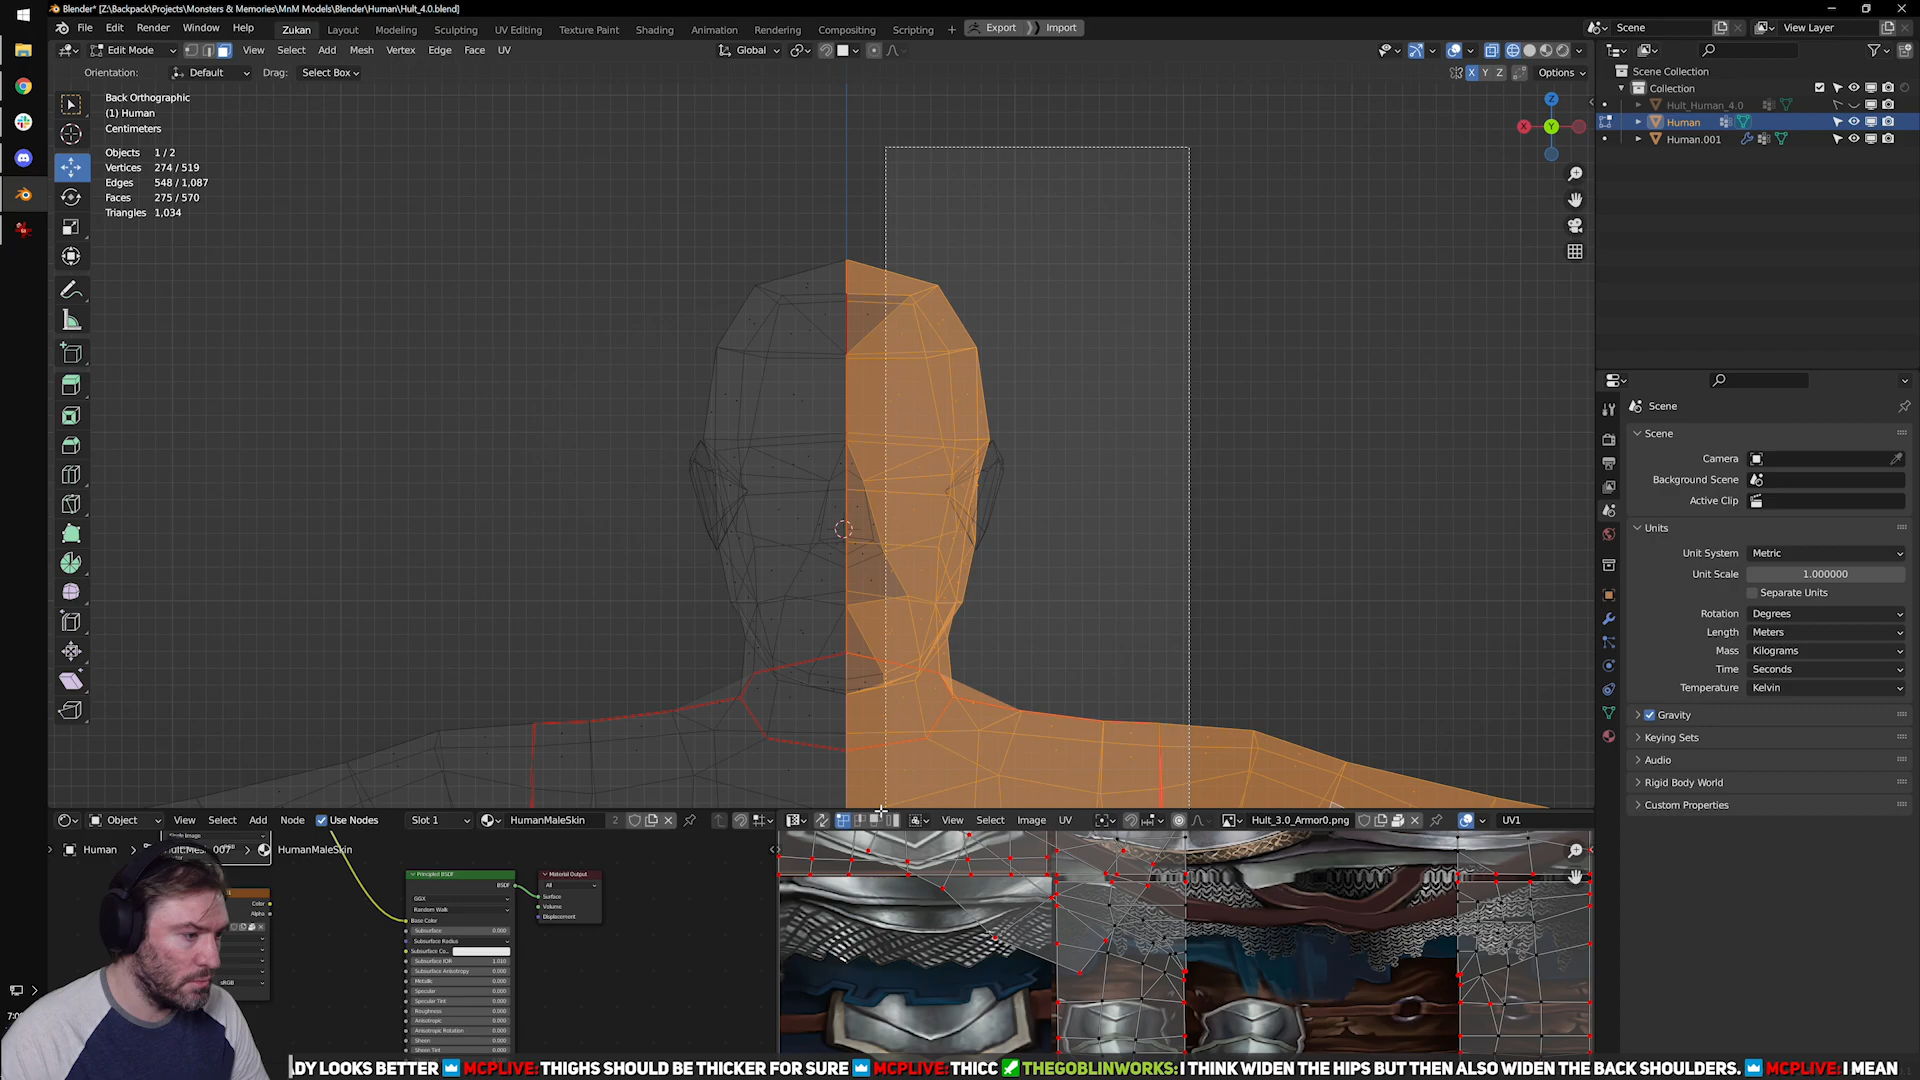 Blender* [Z:\Backpack\Projects\Monsters & Memories\MnM Models\Blender\Human\Hult_4.0.blend]
File Edit Render Window Help Zukan Layout Modeling Sculpting UV Editing Texture Paint Shading Animation Rendering Compositing Scripting + Export Import Scene View Layer
Edit Mode View Select Add Mesh Vertex Edge Face UV Global
Orientation: Default Drag: Select Box X Y Z Options
Back Orthographic
(1) Human
Centimeters
Objects 1 / 2
Vertices 274 / 519
Edges 548 / 1,087
Faces 275 / 570
Triangles 1,034
Z
X
Y
Scene Collection
Collection
Hult_Human_4.0
Human
Human.001
Scene
Scene
Camera
Background Scene
Active Clip
Units
Unit System Metric
Unit Scale 1.000000
Separate Units
Rotation Degrees
Length Meters
Mass Kilograms
Time Seconds
Temperature Kelvin
Gravity
Keying Sets
Audio
Rigid Body World
Custom Properties
Object View Select Add Node Use Nodes Slot 1 HumanMaleSkin 2
View Select Image UV Hult_3.0_Armor0.png UV1
Human
HumanMaleSkin
Color
Alpha
sRGB
Principled BSDF
BSDF
GGX
Random Walk
Base Color
Subsurface 0.000
Subsurface Radius
Subsurface Co...
Subsurface IOR 1.010
Subsurface Anisotropy 0.000
Metallic 0.000
Specular 0.000
Specular Tint 0.000
Roughness 0.000
Anisotropic 0.000
Anisotropic Rotation 0.000
Sheen 0.000
Sheen Tint
Material Output
All
Surface
Volume
Displacement
DY LOOKS BETTER MCPLIVE: THIGHS SHOULD BE THICKER FOR SURE MCPLIVE: THICC THEGOBLINWORKS: I THINK WIDEN THE HIPS BUT THEN ALSO WIDEN THE BACK SHOULDERS. MCPLIVE: I MEAN